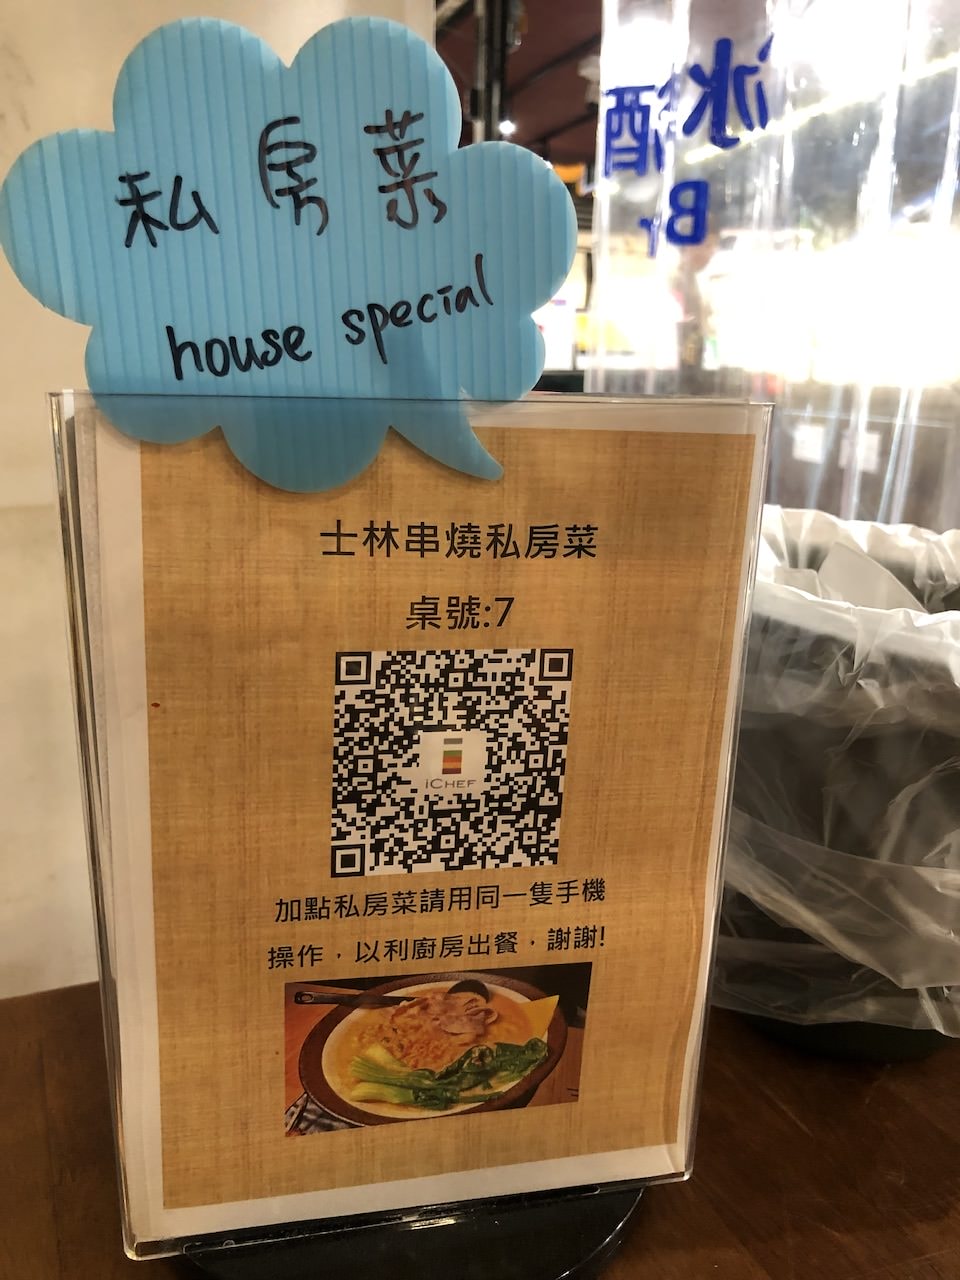 私房菜
house special
冰
酒
B
士林串燒私房菜
桌號:7
iCHEF
加點私房菜請用同一隻手機
操作，以利廚房出餐，謝謝!